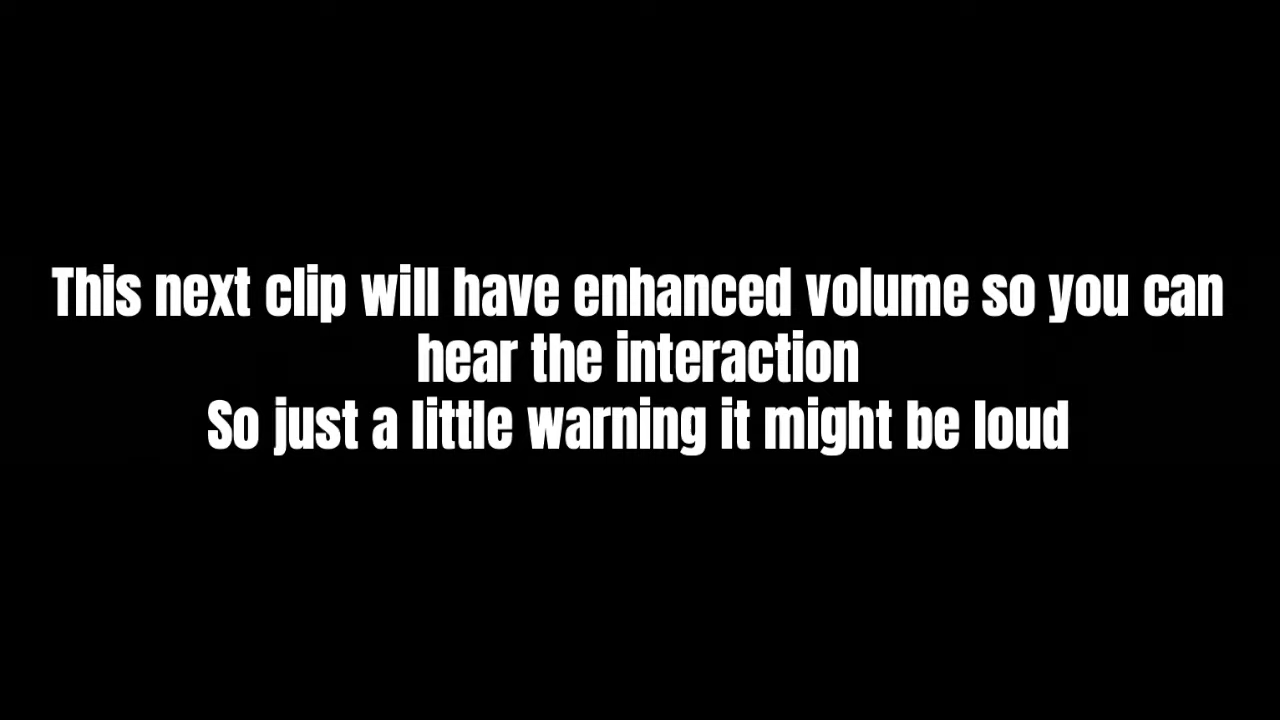 This next clip will have enhanced volume so you can
hear the interaction
So just a little warning it might be loud